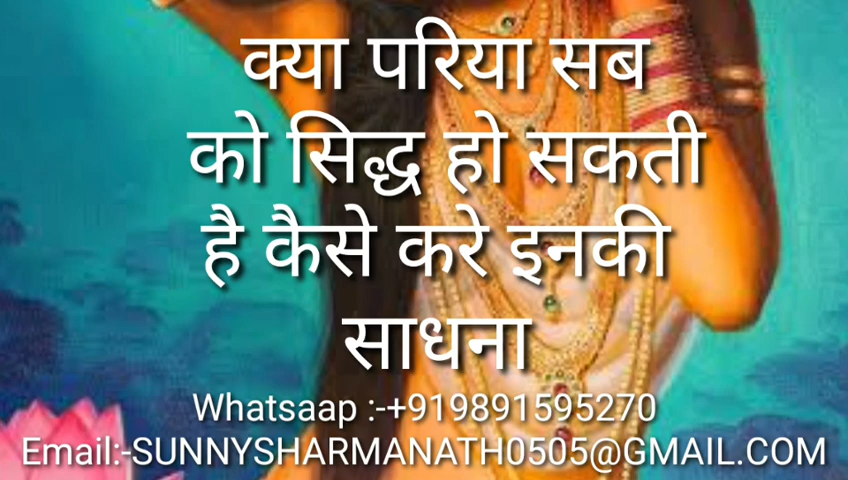 क्या परिया सब
को सिद्ध हो सकती
है कैसे करे इनकी
साधना
Whatsaap :-+919891595270
Email:-SUNNYSHARMANATH0505@GMAIL.COM